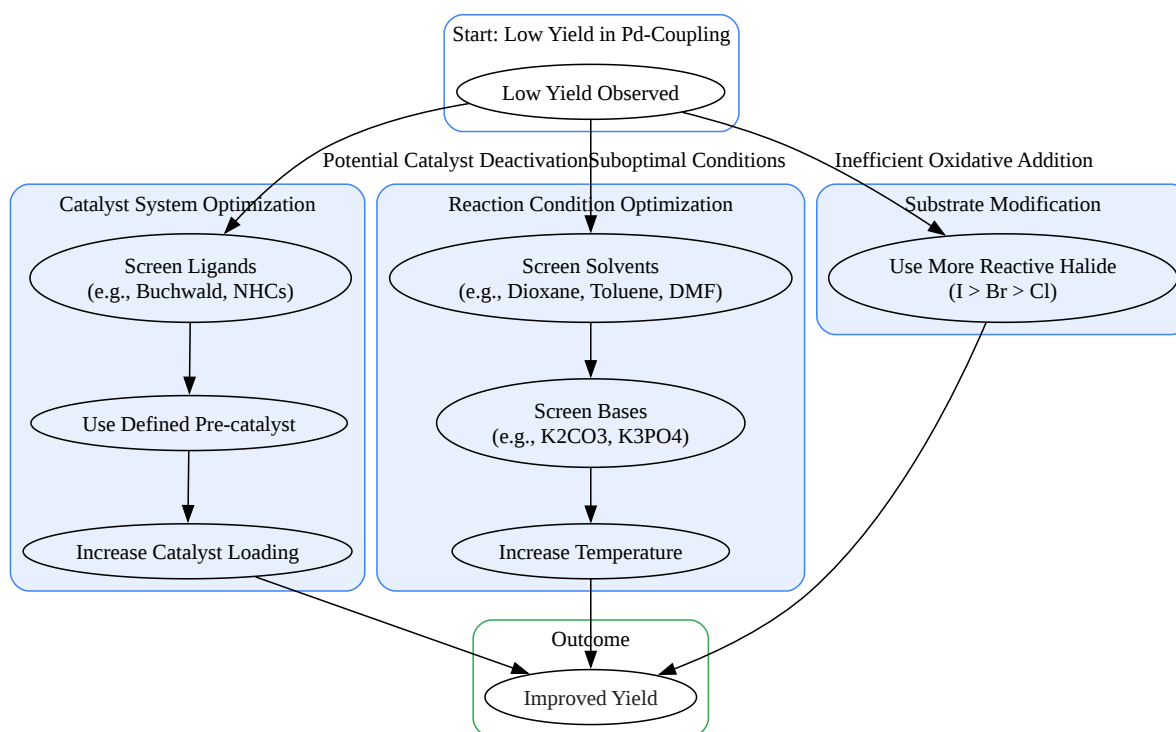 Start: Low Yield in Pd-Coupling
Low Yield Observed
Potential Catalyst Deactivation
Suboptimal Conditions
Inefficient Oxidative Addition
Catalyst System Optimization
Screen Ligands
(e.g., Buchwald, NHCs)
Use Defined Pre-catalyst
Increase Catalyst Loading
Reaction Condition Optimization
Screen Solvents
(e.g., Dioxane, Toluene, DMF)
Screen Bases
(e.g., K2CO3, K3PO4)
Increase Temperature
Substrate Modification
Use More Reactive Halide
(I > Br > Cl)
Outcome
Improved Yield